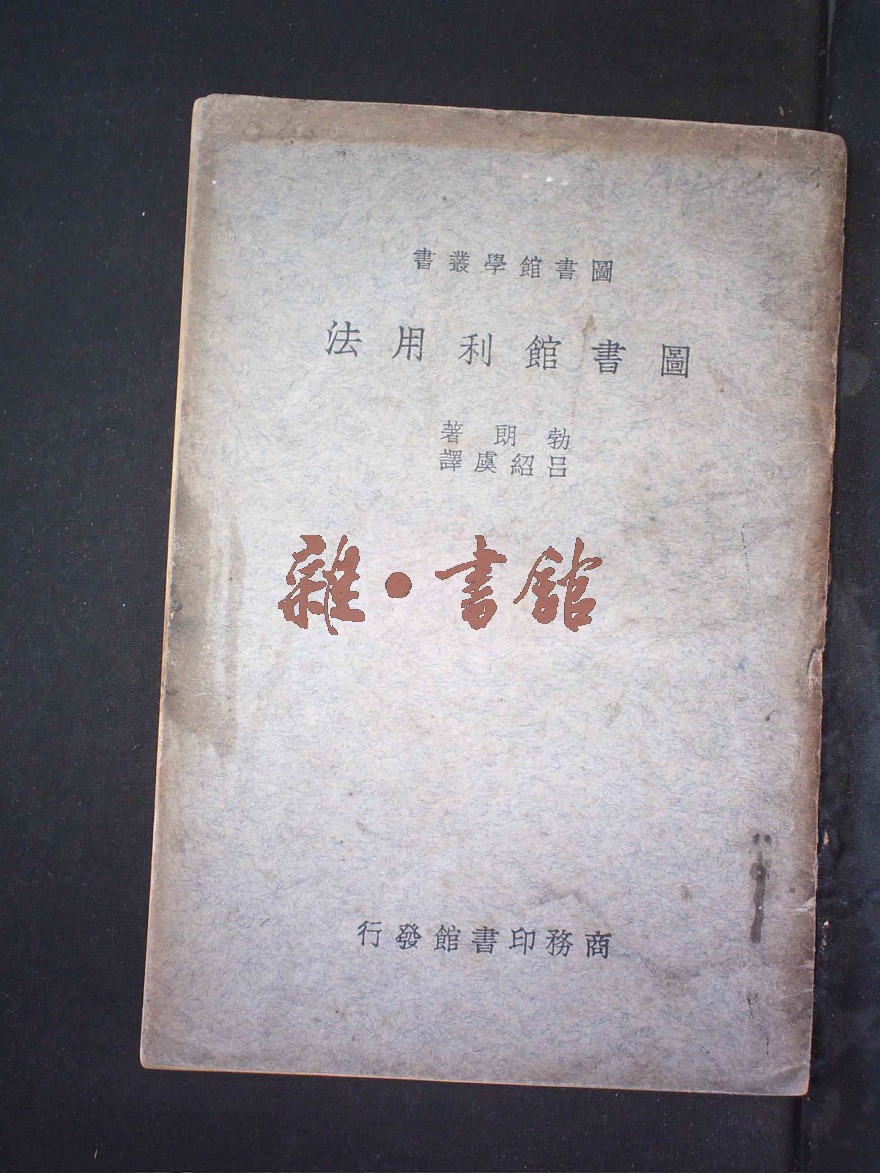 圖書館學叢書
圖書館利用法
勃朗著
呂紹虞譯
雜·書館
商務印書館發行